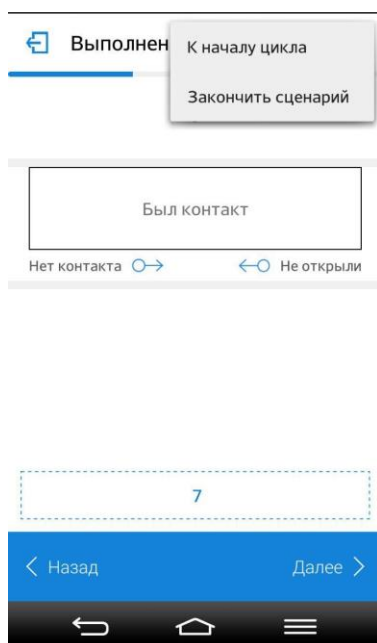 Выполнен
К началу цикла
Закончить сценарий
Был контакт
Нет контакта
Не открыли
7
Назад
Далее